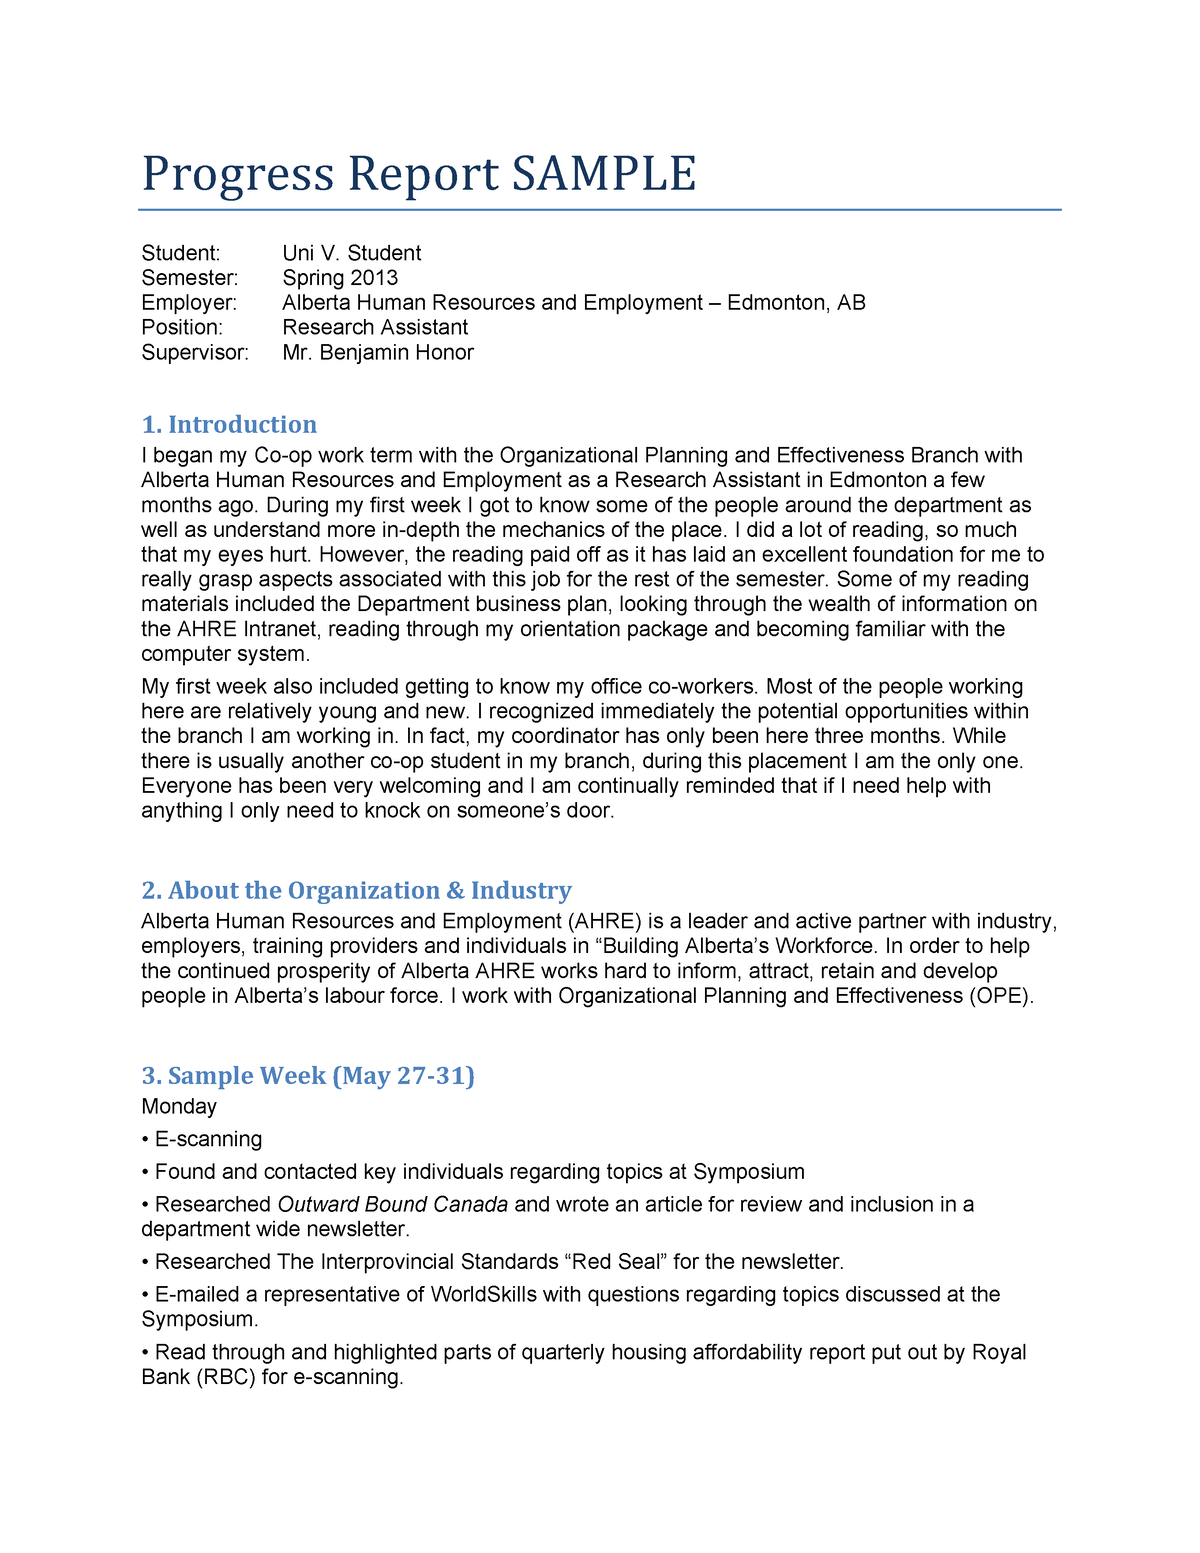 Progress Report SAMPLE
Student: Uni V. Student
Semester: Spring 2013
Employer: Alberta Human Resources and Employment – Edmonton, AB
Position: Research Assistant
Supervisor: Mr. Benjamin Honor
1. Introduction
I began my Co-op work term with the Organizational Planning and Effectiveness Branch with
Alberta Human Resources and Employment as a Research Assistant in Edmonton a few
months ago. During my first week I got to know some of the people around the department as
well as understand more in-depth the mechanics of the place. I did a lot of reading, so much
that my eyes hurt. However, the reading paid off as it has laid an excellent foundation for me to
really grasp aspects associated with this job for the rest of the semester. Some of my reading
materials included the Department business plan, looking through the wealth of information on
the AHRE Intranet, reading through my orientation package and becoming familiar with the
computer system.
My first week also included getting to know my office co-workers. Most of the people working
here are relatively young and new. I recognized immediately the potential opportunities within
the branch I am working in. In fact, my coordinator has only been here three months. While
there is usually another co-op student in my branch, during this placement I am the only one.
Everyone has been very welcoming and I am continually reminded that if I need help with
anything I only need to knock on someone’s door.
2. About the Organization & Industry
Alberta Human Resources and Employment (AHRE) is a leader and active partner with industry,
employers, training providers and individuals in “Building Alberta’s Workforce. In order to help
the continued prosperity of Alberta AHRE works hard to inform, attract, retain and develop
people in Alberta’s labour force. I work with Organizational Planning and Effectiveness (OPE).
3. Sample Week (May 27-31)
Monday
• E-scanning
• Found and contacted key individuals regarding topics at Symposium
• Researched Outward Bound Canada and wrote an article for review and inclusion in a
department wide newsletter.
• Researched The Interprovincial Standards “Red Seal” for the newsletter.
• E-mailed a representative of WorldSkills with questions regarding topics discussed at the
Symposium.
• Read through and highlighted parts of quarterly housing affordability report put out by Royal
Bank (RBC) for e-scanning.